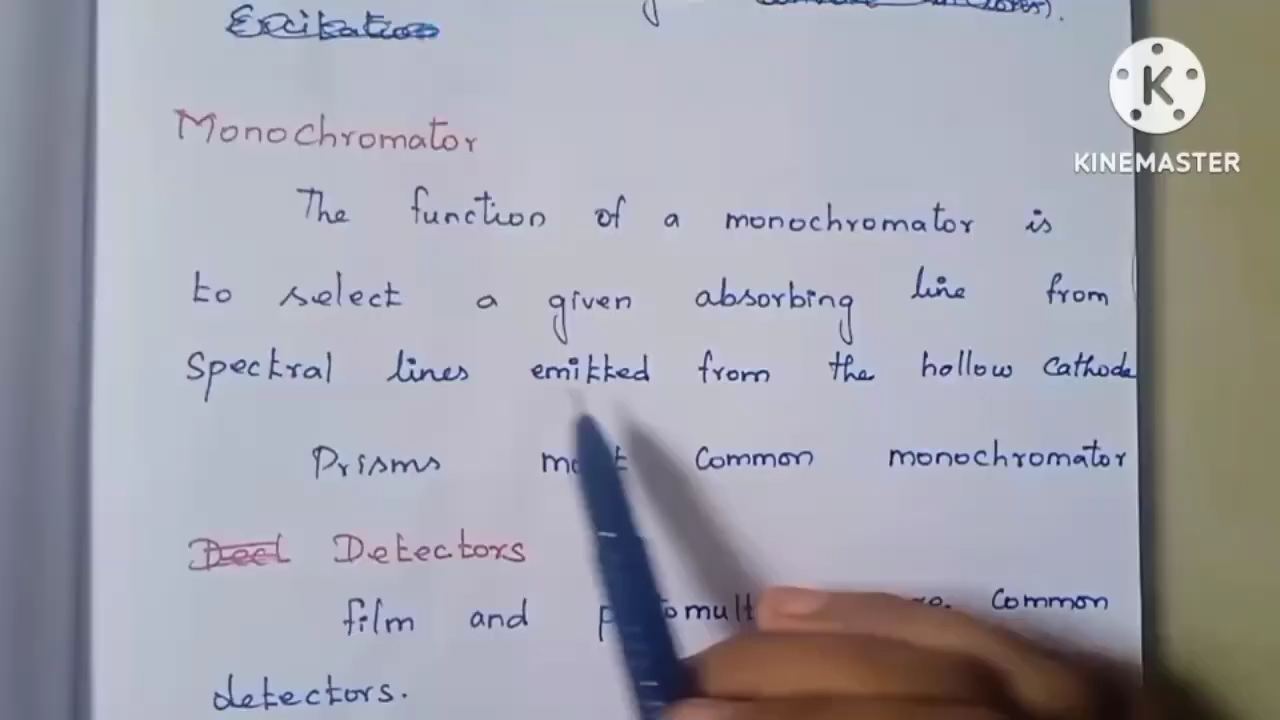 Excitation
Monochromator
The function of a monochromator is
to select a given absorbing line from
Spectral lines emitted from the hollow cathode
Prisms common monochromator
Detectors
film and common
detectors.
K
KINEMASTER